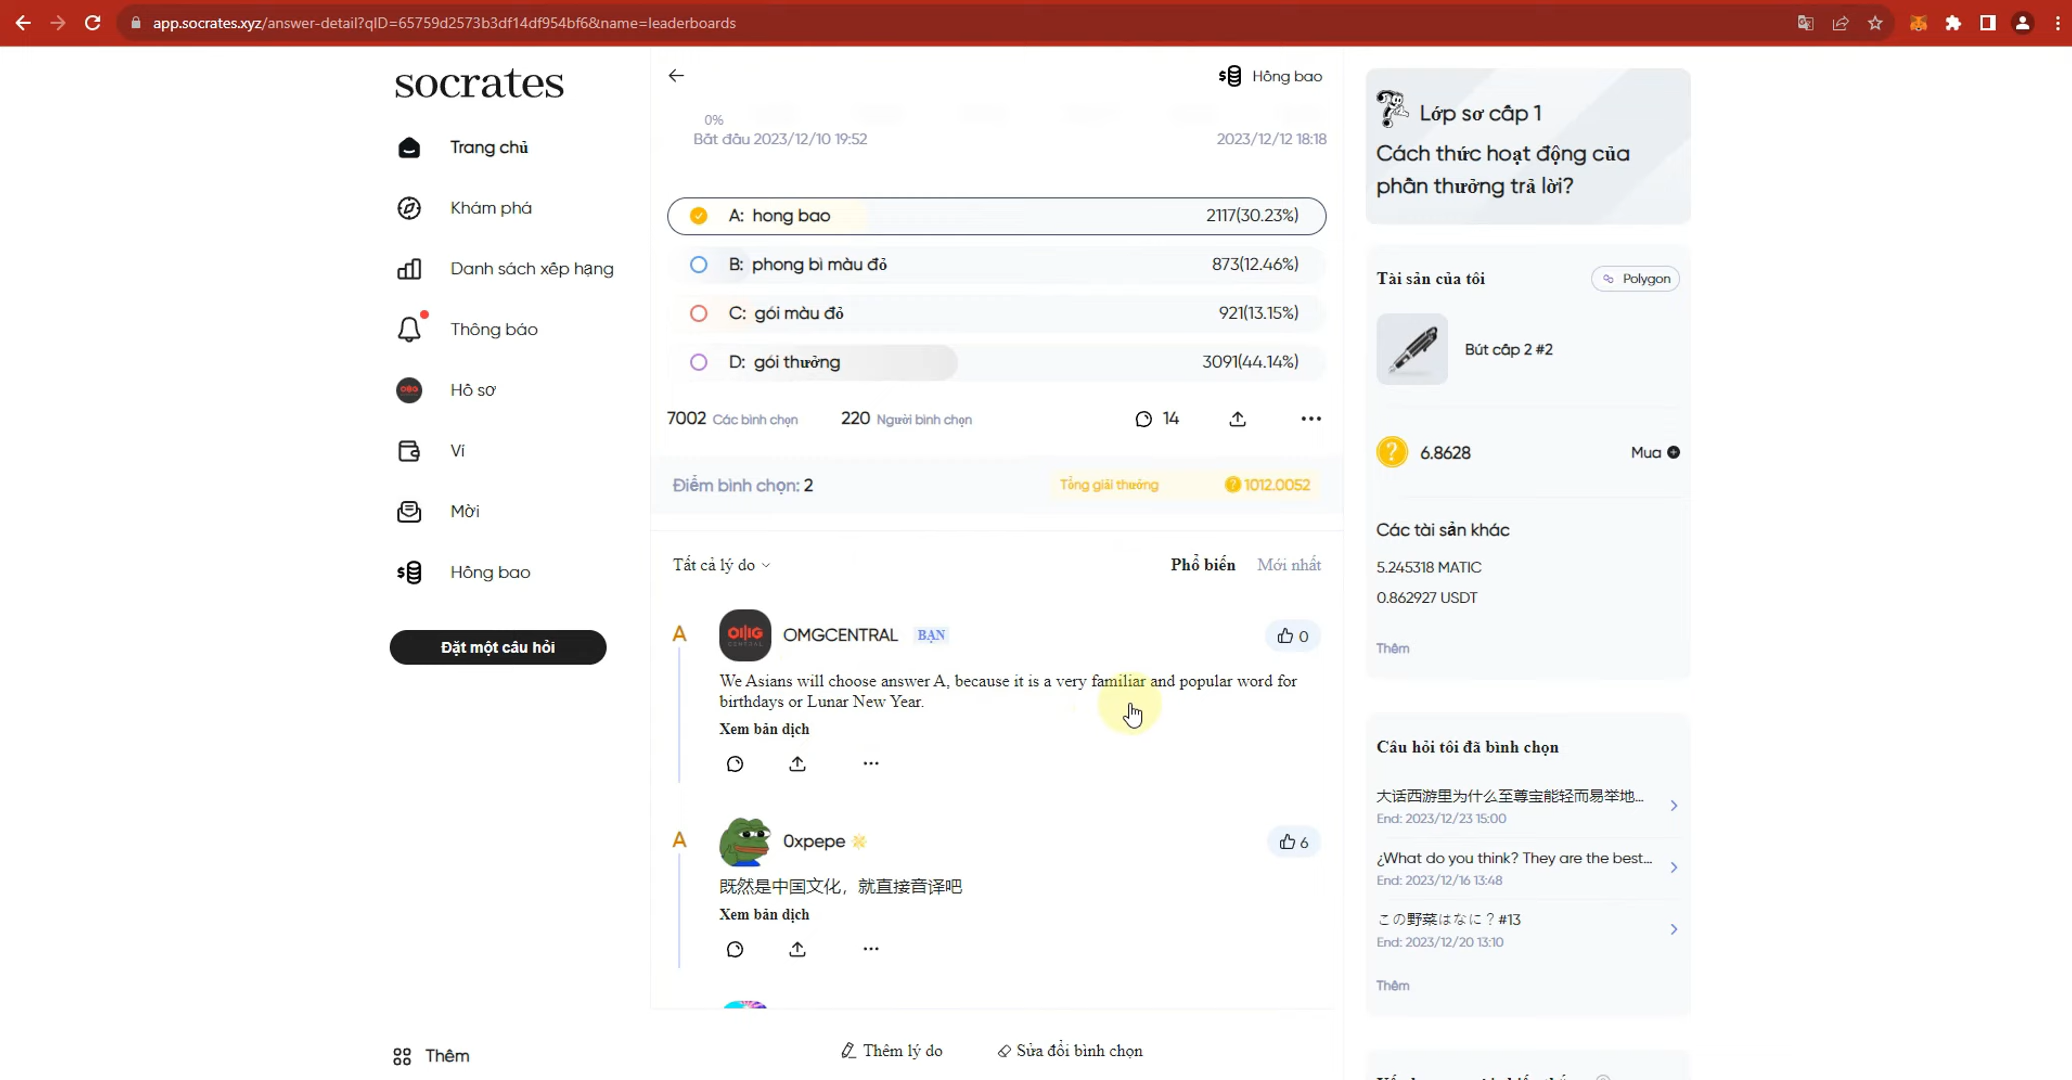 app.socrates.xyz/answer-detail?qID=65759d2573b3df14df954bf6&name=leaderboards
socrates
Trang chủ
Khám phá
Danh sách xếp hạng
Thông báo
Hồ sơ
Ví
Mời
Hồng bao
Đặt một câu hỏi
Thêm
Hồng bao
0%
Bắt đầu 2023/12/10 19:52
2023/12/12 18:18
A: hong bao 2117(30.23%)
B: phong bì màu đỏ 873(12.46%)
C: gói màu đỏ 921(13.15%)
D: gói thưởng 3091(44.14%)
7002 Các bình chọn 220 Người bình chọn 14
Điểm bình chọn: 2 Tổng giải thưởng 1012.0052
Tất cả lý do Phổ biến Mới nhất
A OMG CENTRAL OMGCENTRAL BẠN 0
We Asians will choose answer A, because it is a very familiar and popular word for
birthdays or Lunar New Year.
Xem bản dịch
A 0xpepe 6
既然是中国文化，就直接音译吧
Xem bản dịch
Thêm lý do Sửa đổi bình chọn
Lớp sơ cấp 1
Cách thức hoạt động của
phần thưởng trả lời?
Tài sản của tôi Polygon
Bút cấp 2 #2
6.8628 Mua
Các tài sản khác
5.245318 MATIC
0.862927 USDT
Thêm
Câu hỏi tôi đã bình chọn
大话西游里为什么至尊宝能轻而易举地...
End: 2023/12/23 15:00
¿What do you think? They are the best...
End: 2023/12/16 13:48
この野菜はなに？#13
End: 2023/12/20 13:10
Thêm